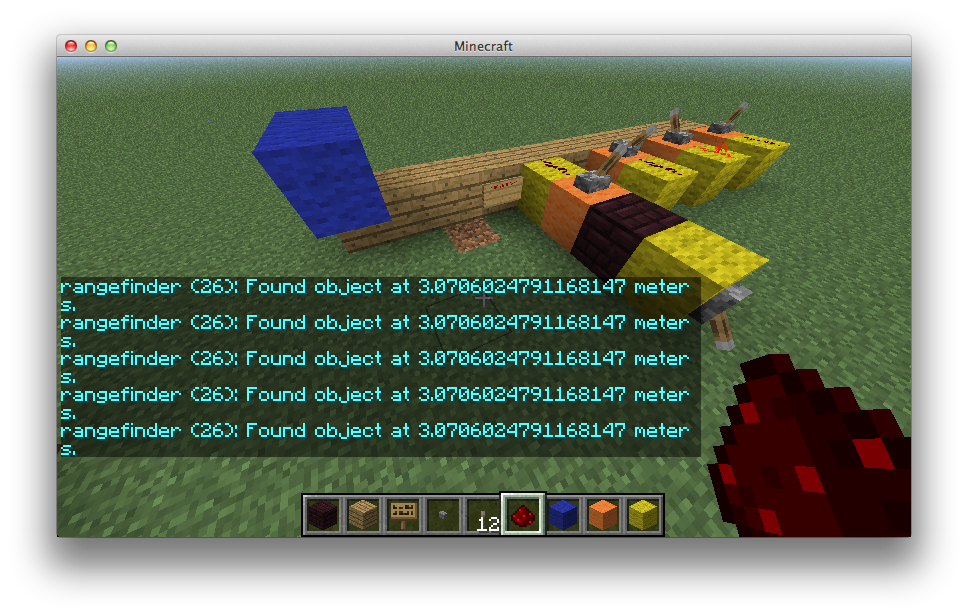 Minecraft
rangefinder (26): Found object at 3.0706024791168147 meter
s.
rangefinder (26): Found object at 3.0706024791168147 meter
s.
rangefinder (26): Found object at 3.0706024791168147 meter
s.
rangefinder (26): Found object at 3.0706024791168147 meter
s.
rangefinder (26): Found object at 3.0706024791168147 meter
s.
12